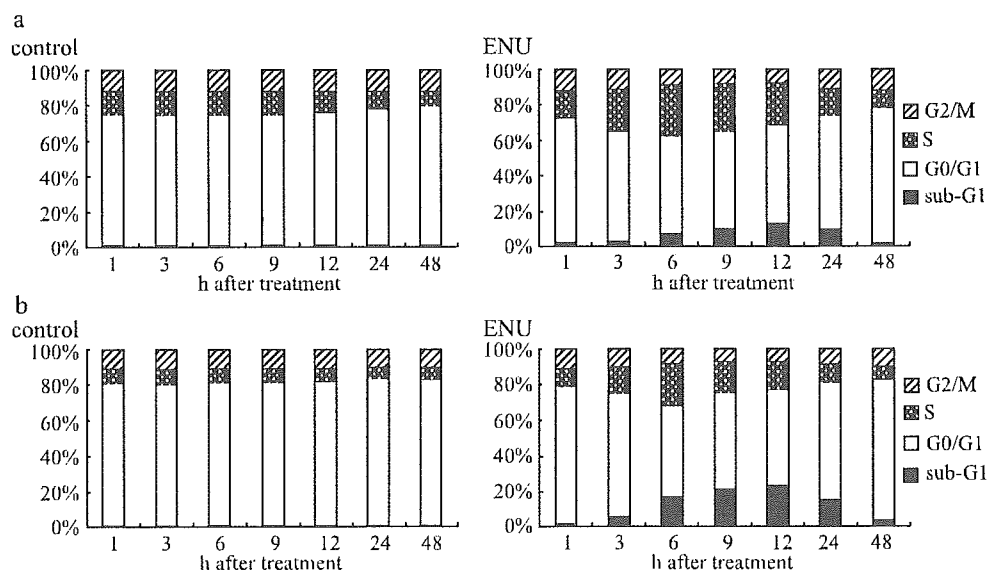 a
control
100%
80%
60%
40%
20%
0%
1 3 6 9 12 24 48
h after treatment
ENU
100%
80%
60%
40%
20%
0%
1 3 6 9 12 24 48
h after treatment
G2/M
S
G0/G1
sub-G1
b
control
100%
80%
60%
40%
20%
0%
1 3 6 9 12 24 48
h after treatment
ENU
100%
80%
60%
40%
20%
0%
1 3 6 9 12 24 48
h after treatment
G2/M
S
G0/G1
sub-G1